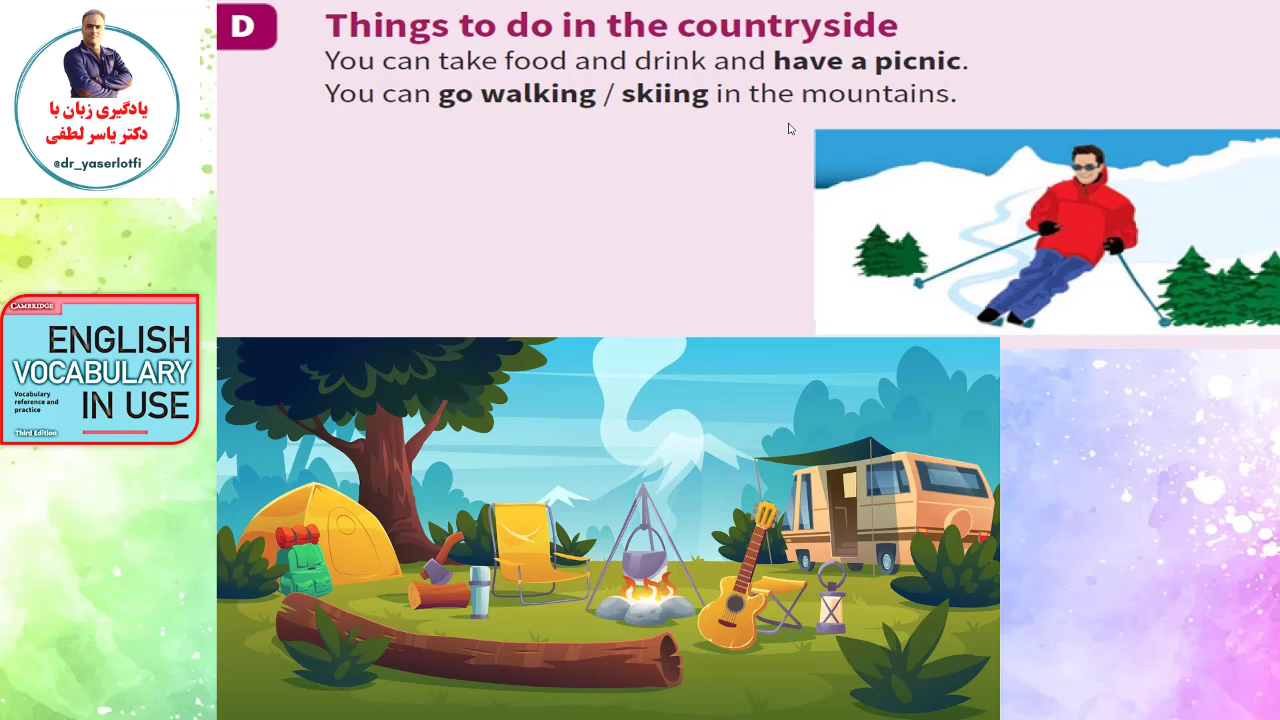 D
Things to do in the countryside
You can take food and drink and have a picnic.
You can go walking / skiing in the mountains.
یادگیری زبان با
دکتر یاسر لطفی
@dr_yaserlotfi
CAMBRIDGE
ENGLISH
VOCABULARY
IN USE
Vocabulary
reference and
practice
Third Edition